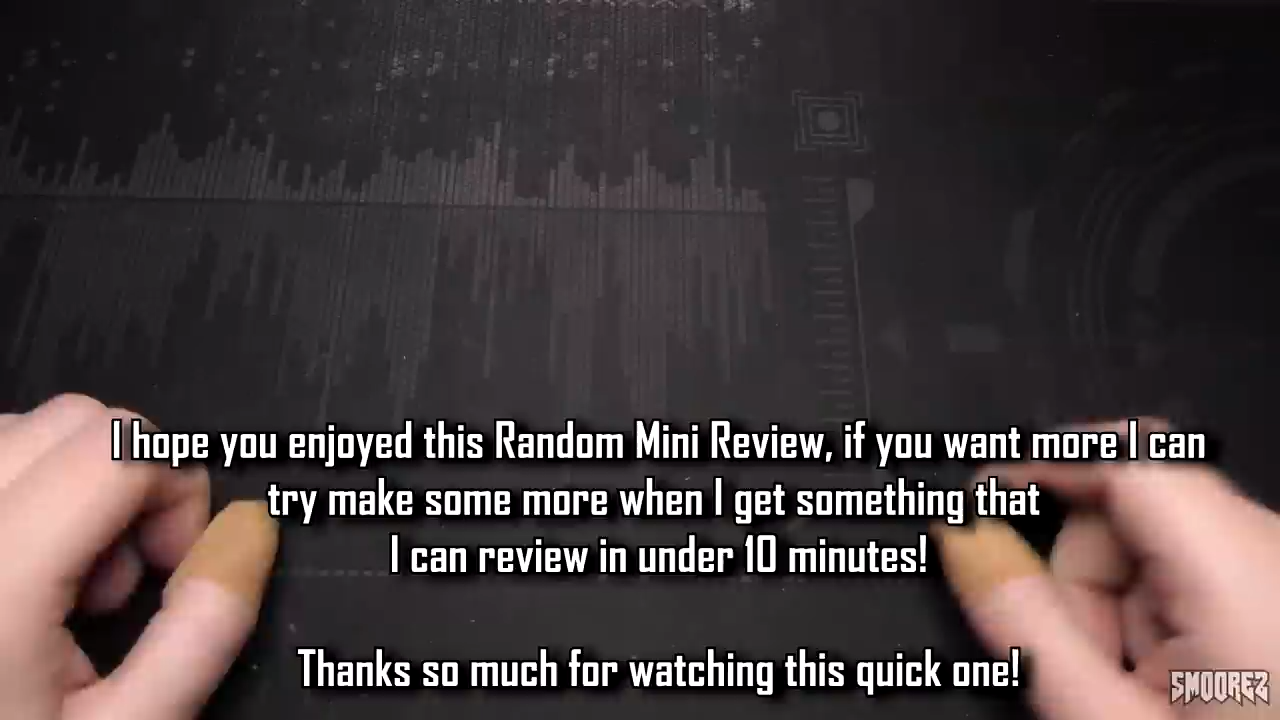 I hope you enjoyed this Random Mini Review, if you want more I can
try make some more when I get something that
I can review in under 10 minutes!
Thanks so much for watching this quick one!
SMOOREZ